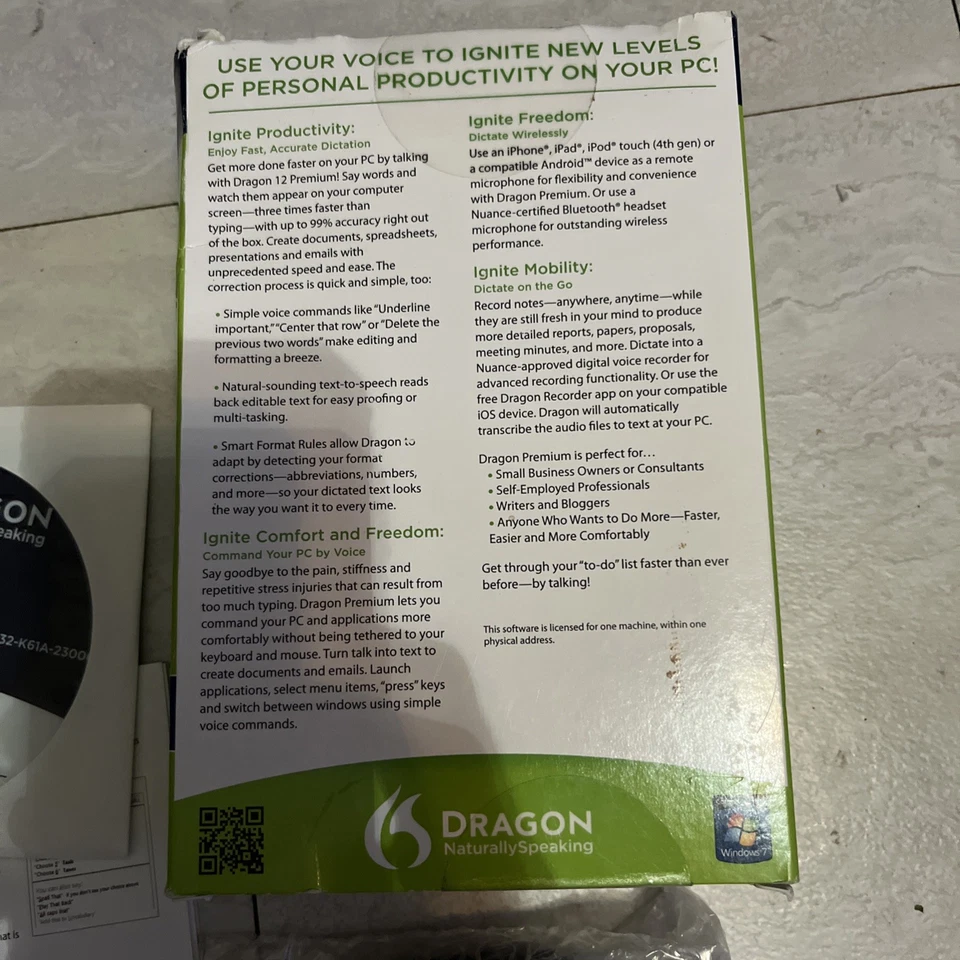 USE YOUR VOICE TO IGNITE NEW LEVELS
OF PERSONAL PRODUCTIVITY ON YOUR PC!
Ignite Productivity:
Enjoy Fast, Accurate Dictation
Get more done faster on your PC by talking
with Dragon 12 Premium! Say words and
watch them appear on your computer
screen—three times faster than
typing—with up to 99% accuracy right out
of the box. Create documents, spreadsheets,
presentations and emails with
unprecedented speed and ease. The
correction process is quick and simple, too:
• Simple voice commands like "Underline
important," "Center that row" or "Delete the
previous two words" make editing and
formatting a breeze.
• Natural-sounding text-to-speech reads
back editable text for easy proofing or
multi-tasking.
• Smart Format Rules allow Dragon to
adapt by detecting your format
corrections—abbreviations, numbers,
and more—so your dictated text looks
the way you want it to every time.
Ignite Comfort and Freedom:
Command Your PC by Voice
Say goodbye to the pain, stiffness and
repetitive stress injuries that can result from
too much typing. Dragon Premium lets you
command your PC and applications more
comfortably without being tethered to your
keyboard and mouse. Turn talk into text to
create documents and emails. Launch
applications, select menu items, "press" keys
and switch between windows using simple
voice commands.
Ignite Freedom:
Dictate Wirelessly
Use an iPhone®, iPad®, iPod® touch (4th gen) or
a compatible Android™ device as a remote
microphone for flexibility and convenience
with Dragon Premium. Or use a
Nuance-certified Bluetooth® headset
microphone for outstanding wireless
performance.
Ignite Mobility:
Dictate on the Go
Record notes—anywhere, anytime—while
they are still fresh in your mind to produce
more detailed reports, papers, proposals,
meeting minutes, and more. Dictate into a
Nuance-approved digital voice recorder for
advanced recording functionality. Or use the
free Dragon Recorder app on your compatible
iOS device. Dragon will automatically
transcribe the audio files to text at your PC.
Dragon Premium is perfect for...
• Small Business Owners or Consultants
• Self-Employed Professionals
• Writers and Bloggers
• Anyone Who Wants to Do More—Faster,
Easier and More Comfortably
Get through your "to-do" list faster than ever
before—by talking!
This software is licensed for one machine, within one
physical address.
DRAGON
NaturallySpeaking
Windows 7
GON
eaking
32-K61A-2300
You can also say:
hat is